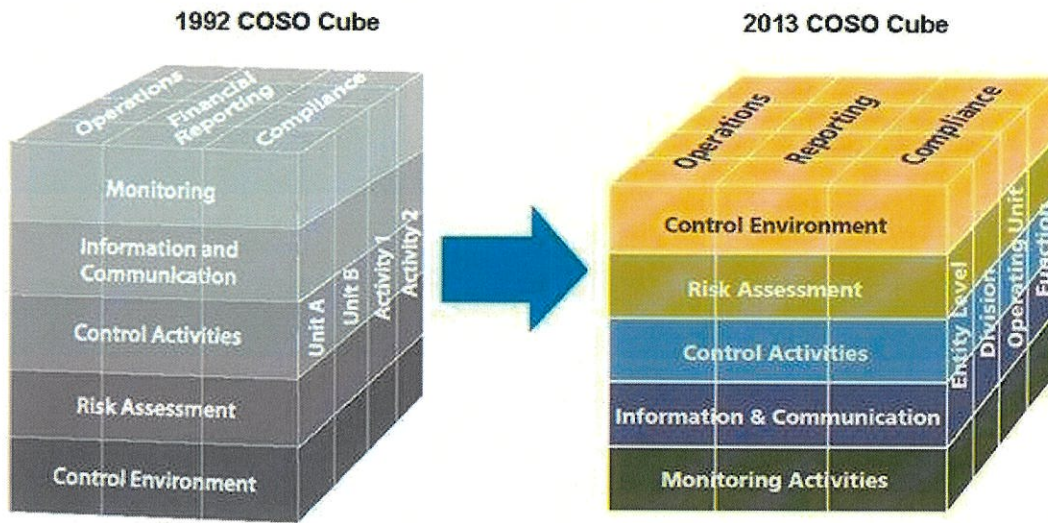 1992 COSO Cube
Operations
Financial
Reporting
Compliance
Monitoring
Information and
Communication
Control Activities
Risk Assessment
Control Environment
Unit A
Unit B
Activity 1
Activity 2
2013 COSO Cube
Operations
Reporting
Compliance
Control Environment
Risk Assessment
Control Activities
Information & Communication
Monitoring Activities
Entity Level
Division
Operating Unit
Function